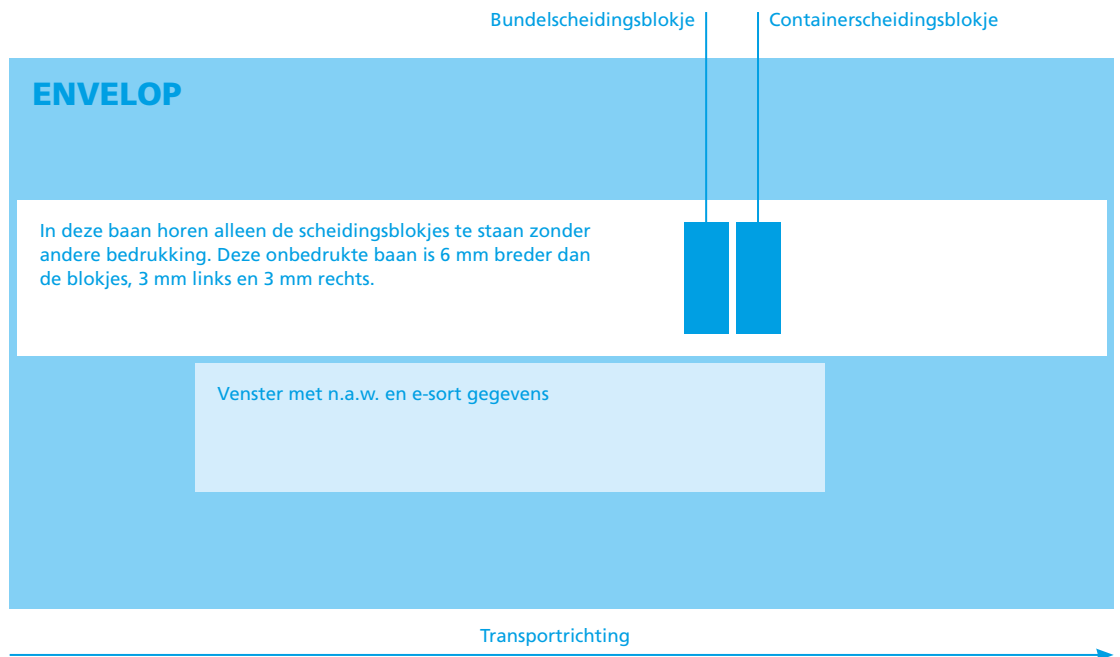 Bundelscheidingsblokje
Containerscheidingsblokje
ENVELOP
In deze baan horen alleen de scheidingsblokjes te staan zonder
andere bedrukking. Deze onbedrukte baan is 6 mm breder dan
de blokjes, 3 mm links en 3 mm rechts.
Venster met n.a.w. en e-sort gegevens
Transportrichting